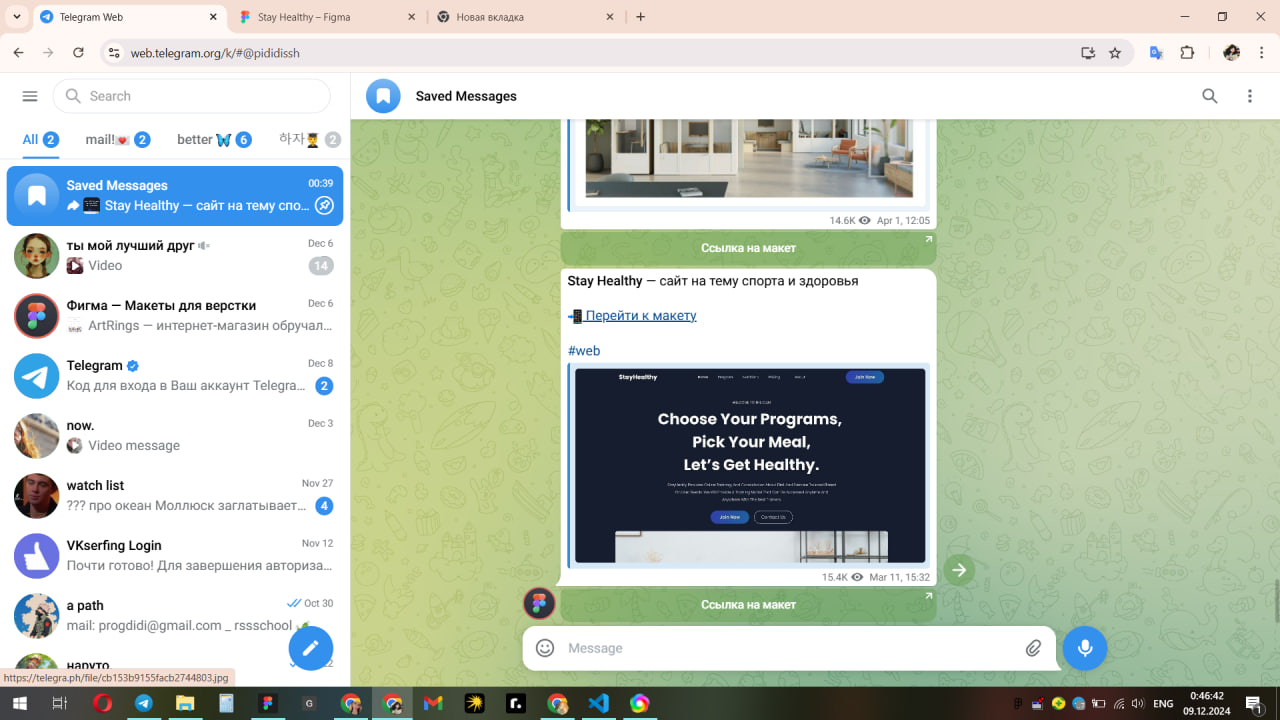 Telegram Web
Stay Healthy – Figma
Новая вкладка
web.telegram.org/k/#@pididissh
Search
All 2
mail! 2
better 6
하자 2
Saved Messages 00:39
Stay Healthy — сайт на тему спо...
ты мой лучший друг Dec 6
Video 14
Фигма — Макеты для верстки Dec 6
ArtRings — интернет-магазин обручал...
Telegram Dec 8
Код для входа в Ваш аккаунт Telegra... 2
now. Dec 3
Video message
watch list Nov 27
??? про океан Моллюск заглатывает... 4
VKserfing Login Nov 12
Почти готово! Для завершения авториза...
a path Oct 30
mail: progdidi@gmail.com _ rssschool
наруто
https://telegra.ph/file/cb153b9155facb2744803.jpg
Saved Messages
14.6K Apr 1, 12:05
Ссылка на макет
Stay Healthy — сайт на тему спорта и здоровья
Перейти к макету
#web
StayHealthy
Join Now
Choose Your Programs,
Pick Your Meal,
Let's Get Healthy.
Join Now
Contact Us
15.4K Mar 11, 15:32
Ссылка на макет
Message
ENG
0:46:42
09.12.2024
1